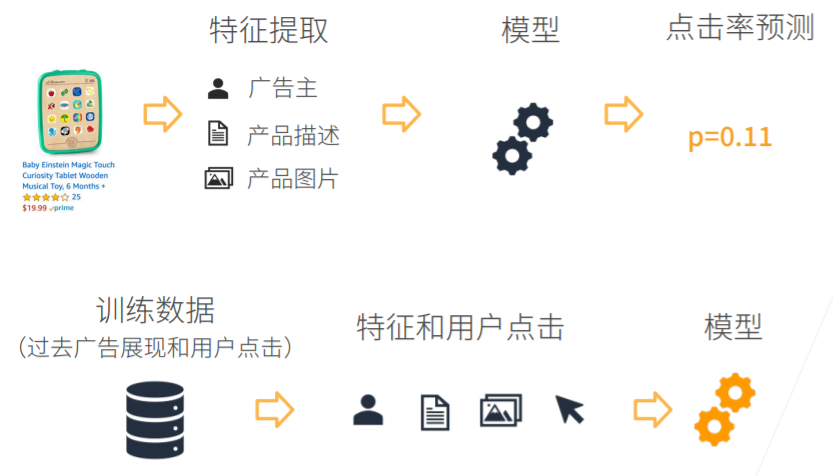 特征提取
模型
点击率预测
广告主
产品描述
产品图片
p=0.11
Baby Einstein Magic Touch
Curiosity Tablet Wooden
Musical Toy, 6 Months +
25
$19.99 prime
训练数据
（过去广告展现和用户点击）
特征和用户点击
模型